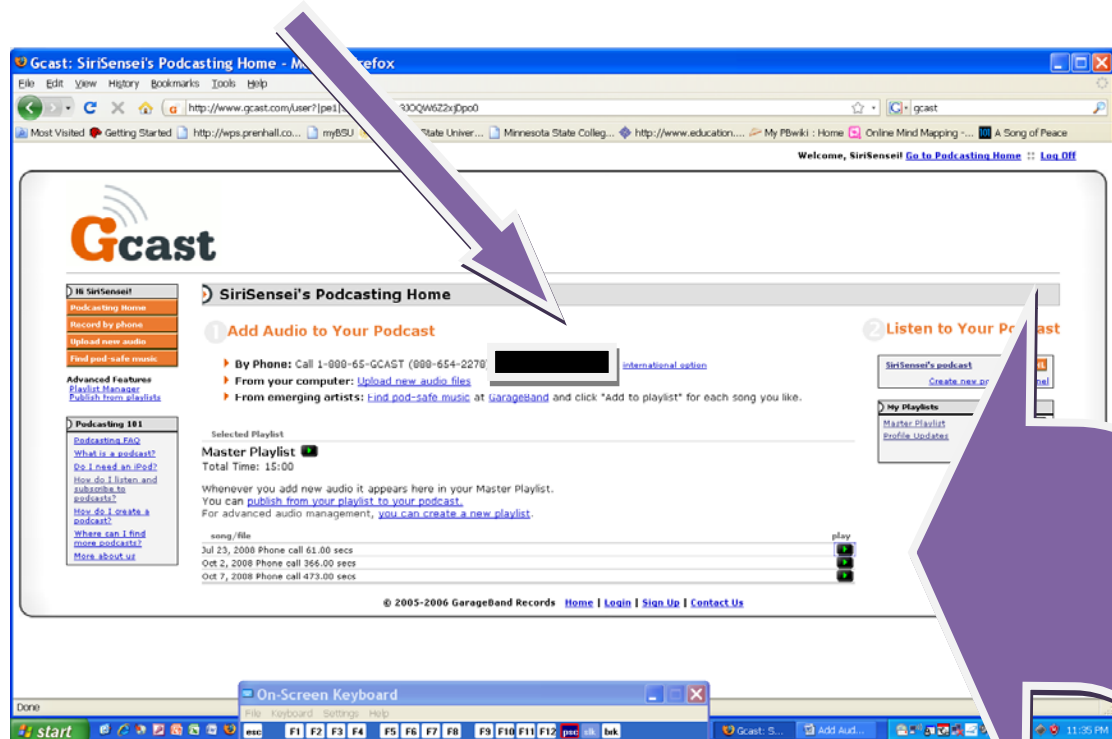 Gcast: SiriSensei's Podcasting Home - M refox
File Edit View History Bookmarks Tools Help
http://www.gcast.com/user?|pe1| gcast
Most Visited Getting Started http://wps.prenhall.co... myBSU State Univer... Minnesota State Colleg... http://www.education.... My PBwiki : Home Online Mind Mapping -... A Song of Peace
Welcome, SiriSensei! Go to Podcasting Home :: Log Off
Gcast
Hi SiriSensei!
Podcasting Home
Record by phone
Upload new audio
Find pod-safe music
Advanced Features
Playlist Manager
Publish from playlists
Podcasting 101
Podcasting FAQ
What is a podcast?
Do I need an iPod?
How do I listen and
subscribe to
podcasts?
How do I create a
podcast?
Where can I find
more podcasts?
More about us
SiriSensei's Podcasting Home
1 Add Audio to Your Podcast
By Phone: Call 1-888-65-GCAST (888-654-2278) international option
From your computer: Upload new audio files
From emerging artists: Find pod-safe music at GarageBand and click "Add to playlist" for each song you like.
Selected Playlist
Master Playlist
Total Time: 15:00
Whenever you add new audio it appears here in your Master Playlist.
You can publish from your playlist to your podcast.
For advanced audio management, you can create a new playlist.
song/file play
Jul 23, 2008 Phone call 61.00 secs
Oct 2, 2008 Phone call 366.00 secs
Oct 7, 2008 Phone call 473.00 secs
2 Listen to Your Po ast
SiriSensei's podcast
Create new po nel
My Playlists
Master Playlist
Profile Updates
© 2005-2006 GarageBand Records Home | Login | Sign Up | Contact Us
On-Screen Keyboard
File Keyboard Settings Help
esc F1 F2 F3 F4 F5 F6 F7 F8 F9 F10 F11 F12 psc slk brk
Done
start Gcast: S... Add Aud... 11:35 PM